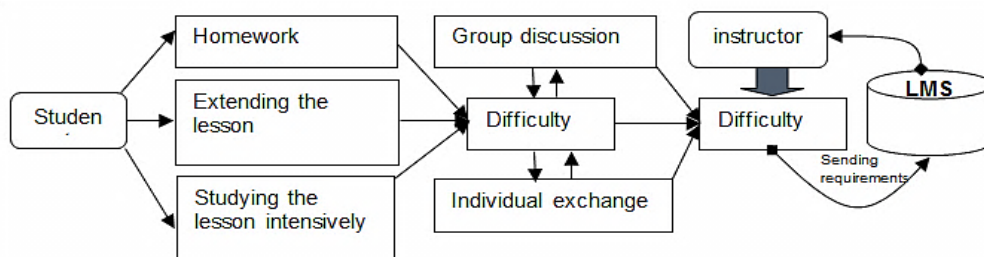 Studen
Homework
Extending the
lesson
Studying the
lesson intensively
Group discussion
Difficulty
Individual exchange
instructor
Difficulty
LMS
Sending
requirements